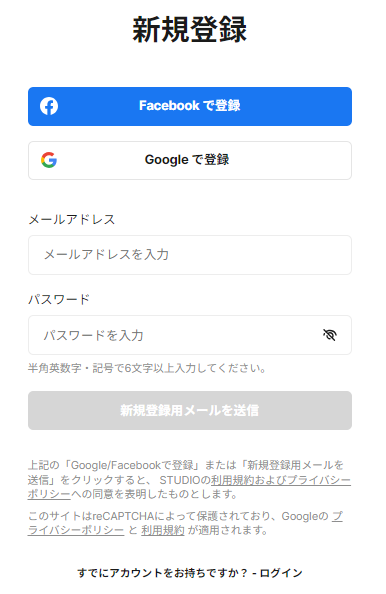 新規登録
Facebook で登録
Google で登録
メールアドレス
メールアドレスを入力
パスワード
パスワードを入力
半角英数字・記号で6文字以上入力してください。
新規登録用メールを送信
上記の「Google/Facebookで登録」または「新規登録用メールを
送信」をクリックすると、 STUDIOの利用規約およびプライバシー
ポリシーへの同意を表明したものとします。
このサイトはreCAPTCHAによって保護されており、Googleの プ
ライバシーポリシー と 利用規約 が適用されます。
すでにアカウントをお持ちですか？ - ログイン